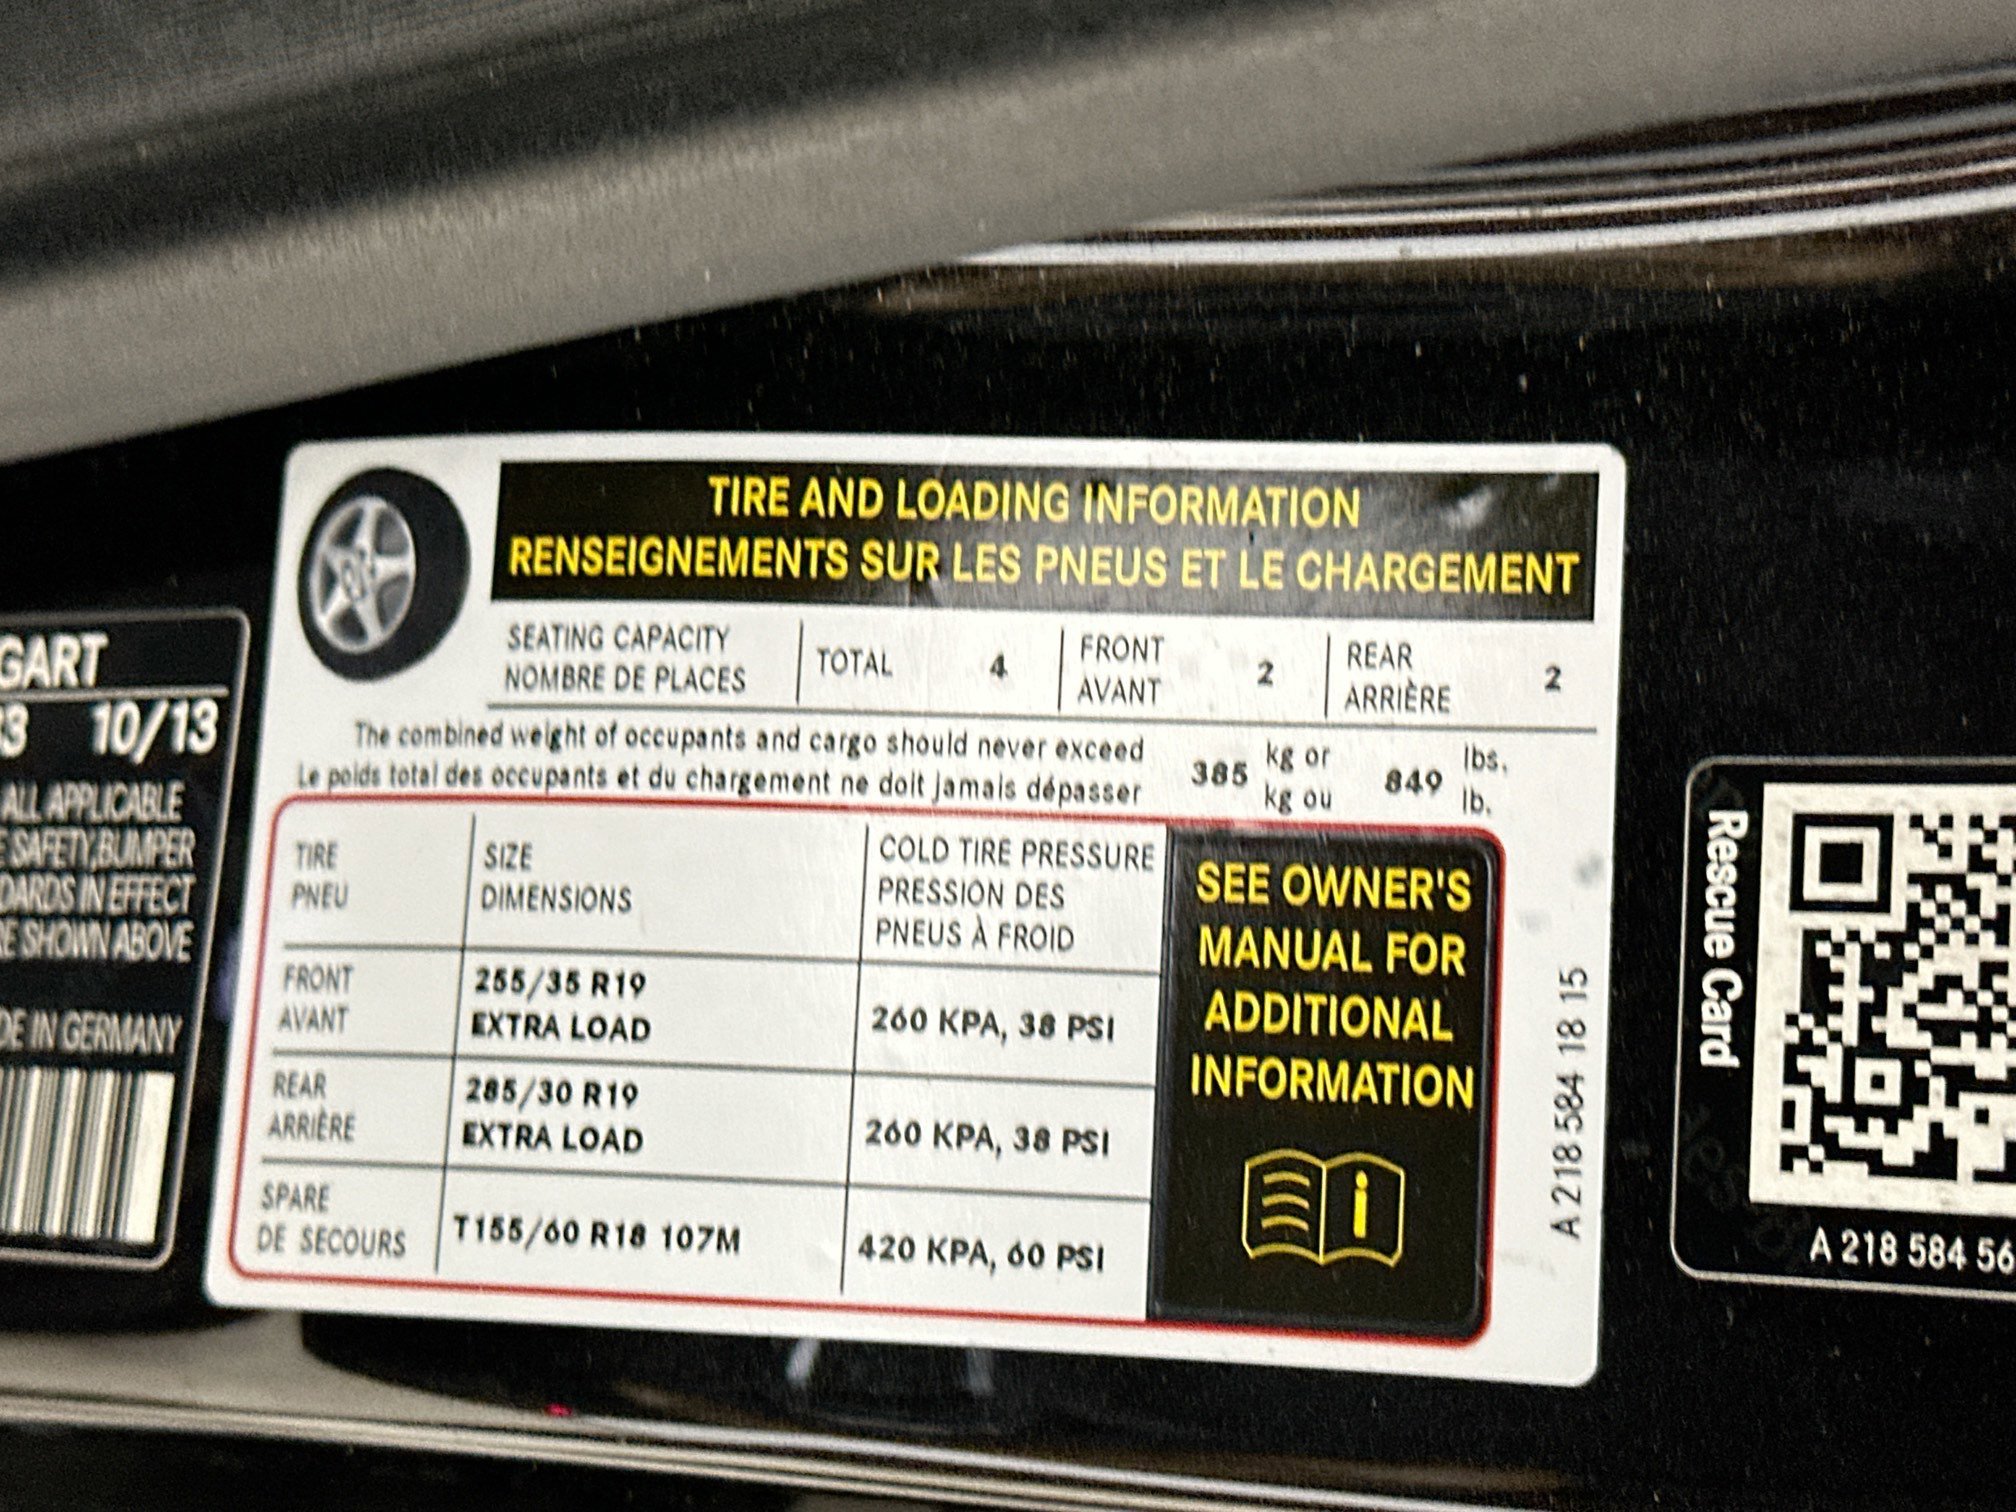 GART
13 10/13
ALL APPLICABLE
SAFETY,BUMPER
DARDS IN EFFECT
RE SHOWN ABOVE
DE IN GERMANY
TIRE AND LOADING INFORMATION
RENSEIGNEMENTS SUR LES PNEUS ET LE CHARGEMENT
SEATING CAPACITY TOTAL 4 FRONT 2 REAR 2
NOMBRE DE PLACES AVANT ARRIÈRE
The combined weight of occupants and cargo should never exceed 385 kg or 849 lbs.
Le poids total des occupants et du chargement ne doit jamais dépasser kg ou lb.
TIRE SIZE COLD TIRE PRESSURE
PNEU DIMENSIONS PRESSION DES
PNEUS À FROID
FRONT 255/35 R19
AVANT EXTRA LOAD 260 KPA, 38 PSI
REAR 285/30 R19
ARRIÈRE EXTRA LOAD 260 KPA, 38 PSI
SPARE
DE SECOURS T155/60 R18 107M 420 KPA, 60 PSI
SEE OWNER'S
MANUAL FOR
ADDITIONAL
INFORMATION
i
A 218 584 18 15
Rescue Card
A 218 584 56